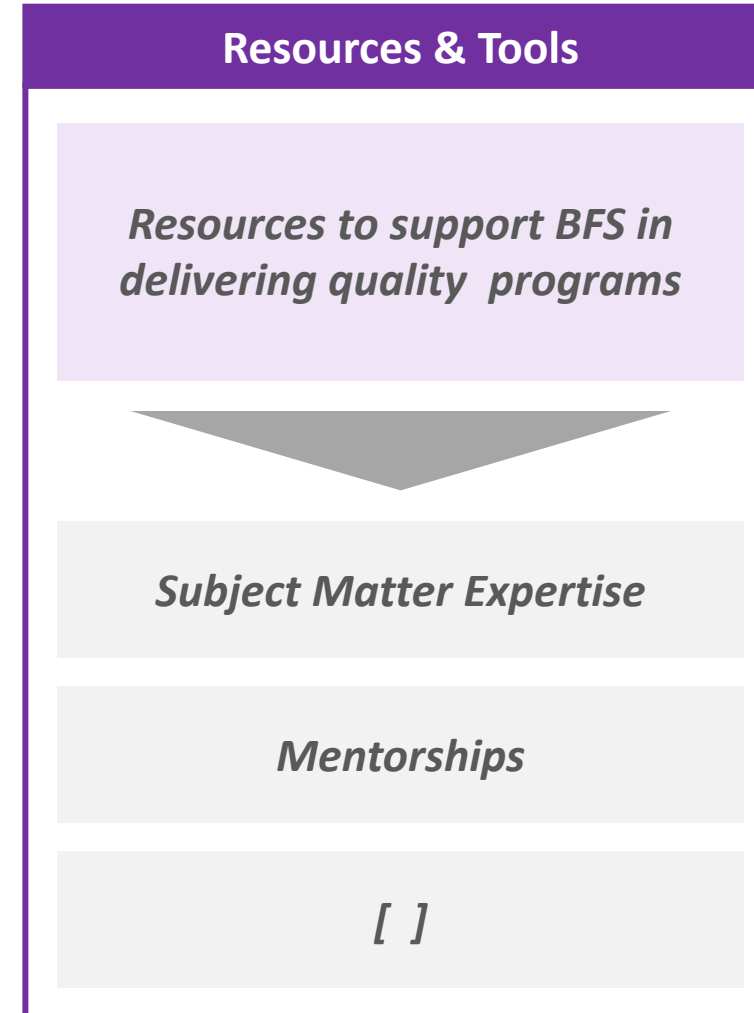 Resources & Tools
Resources to support BFS in
delivering quality  programs
Subject Matter Expertise
Mentorships
[  ]